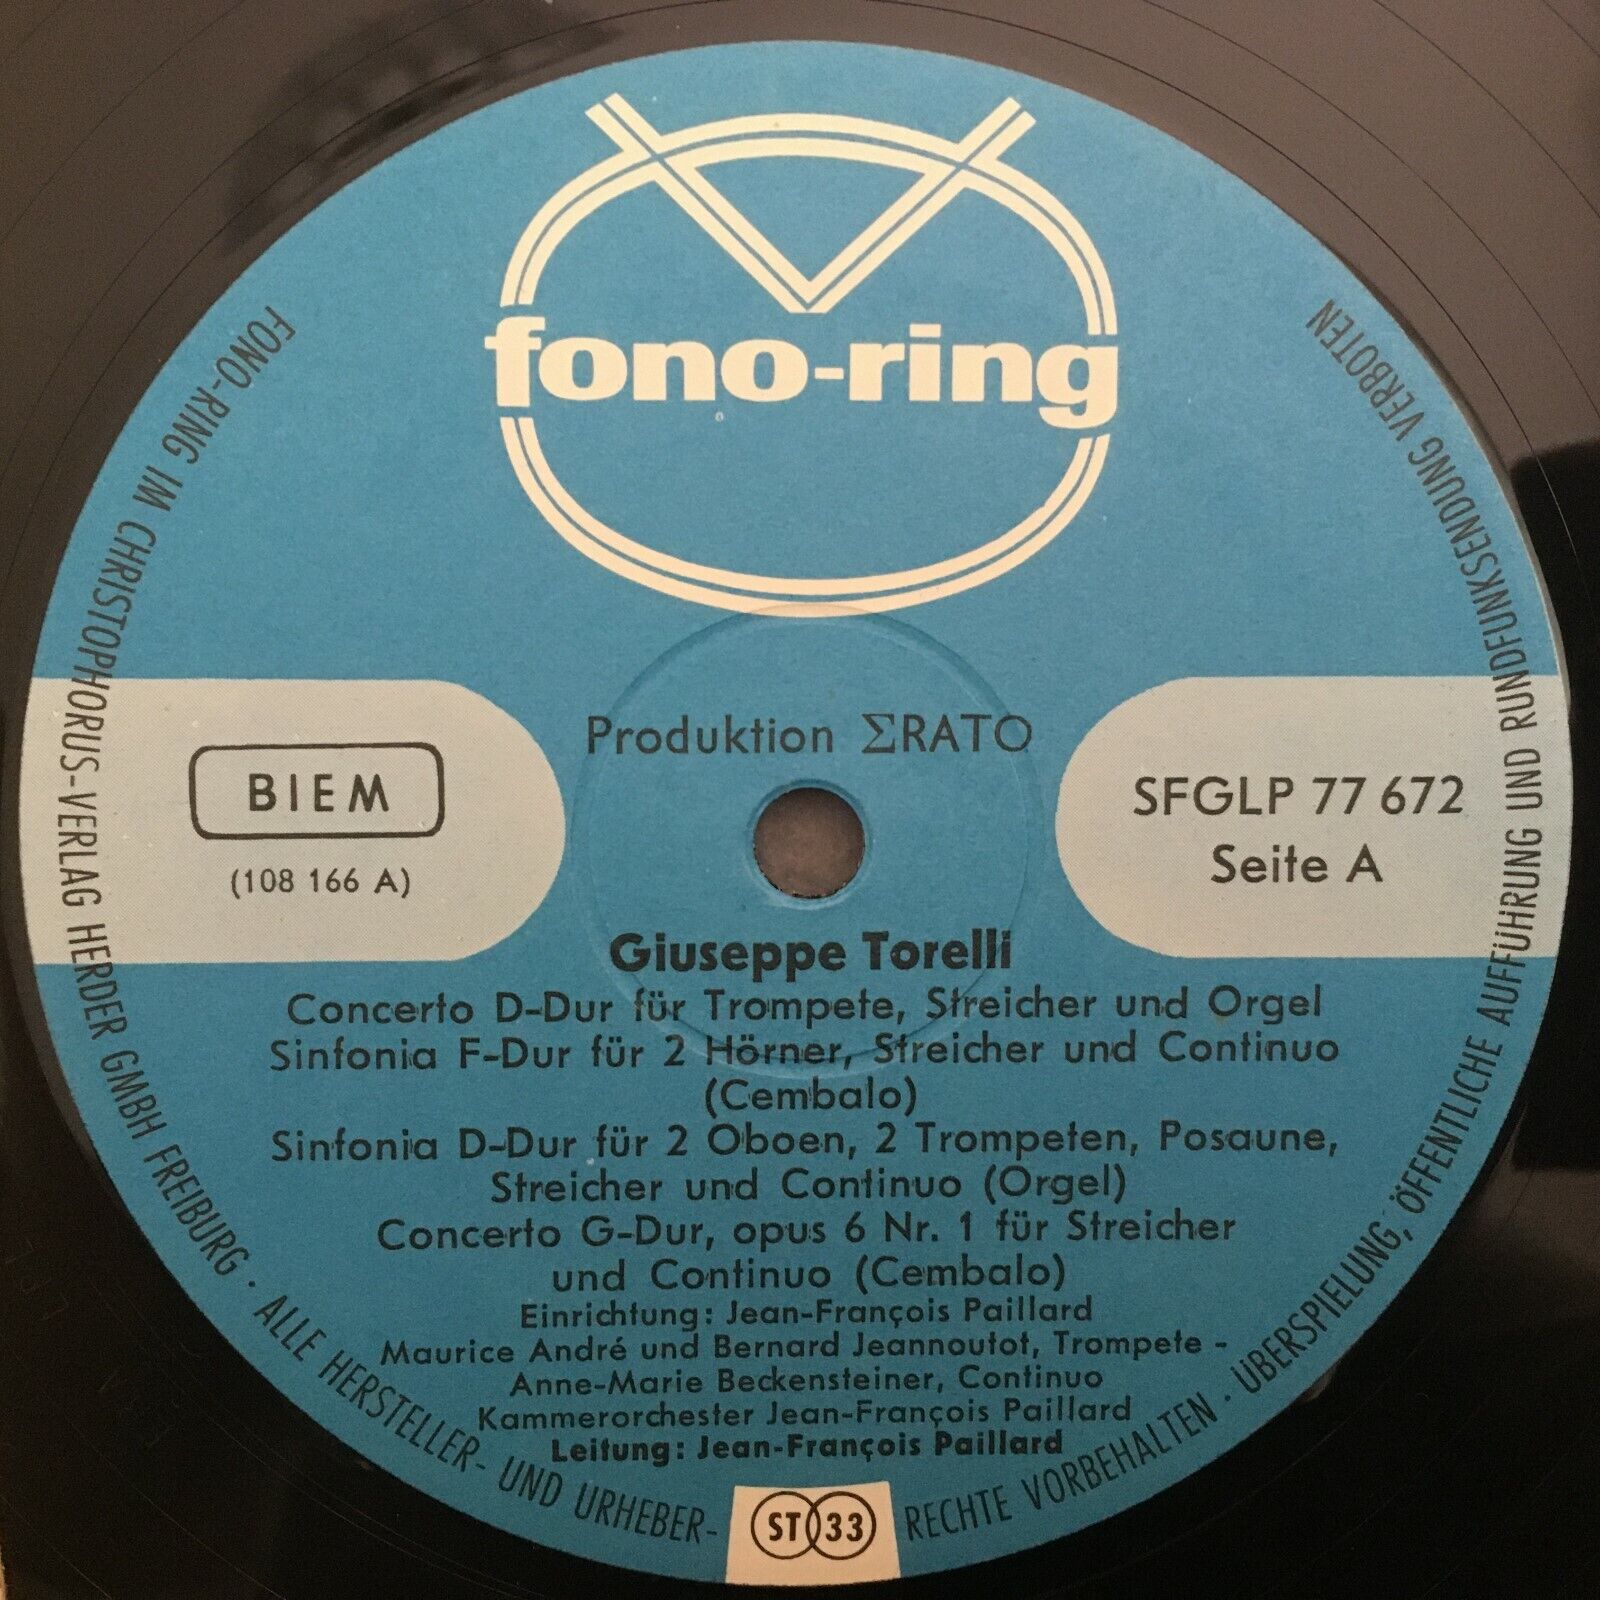 fono-ring
Produktion ΣRATO
BIEM
(108 166 A)
SFGLP 77 672
Seite A
Giuseppe Torelli
Concerto D-Dur für Trompete, Streicher und Orgel
Sinfonia F-Dur für 2 Hörner, Streicher und Continuo
(Cembalo)
Sinfonia D-Dur für 2 Oboen, 2 Trompeten, Posaune,
Streicher und Continuo (Orgel)
Concerto G-Dur, opus 6 Nr. 1 für Streicher
und Continuo (Cembalo)
Einrichtung: Jean-François Paillard
Maurice André und Bernard Jeannoutot, Trompete -
Anne-Marie Beckensteiner, Continuo
Kammerorchester Jean-François Paillard
Leitung: Jean-François Paillard
ST 33
FONO-RING IM CHRISTOPHORUS-VERLAG HERDER GMBH FREIBURG · ALLE HERSTELLER- UND URHEBER-RECHTE VORBEHALTEN · ÜBERSPIELUNG, ÖFFENTLICHE AUFFÜHRUNG UND RUNDFUNKSENDUNG VERBOTEN